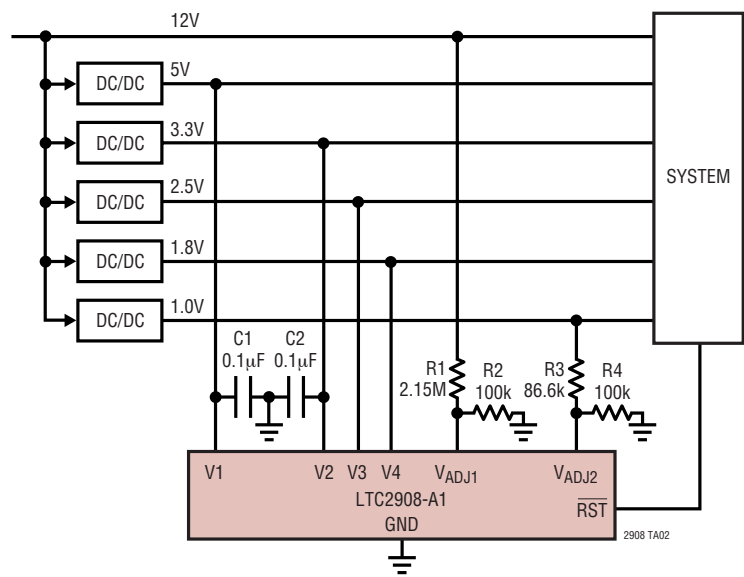 12V
5V
DC/DC
3.3V
DC/DC
2.5V
DC/DC
1.8V
DC/DC
1.0V
DC/DC
SYSTEM
C1
0.1μF
C2
0.1μF
R1
2.15M
R2
100k
R3
86.6k
R4
100k
V1
V2
V3
V4
VADJ1
VADJ2
LTC2908-A1
RST
GND
2908 TA02